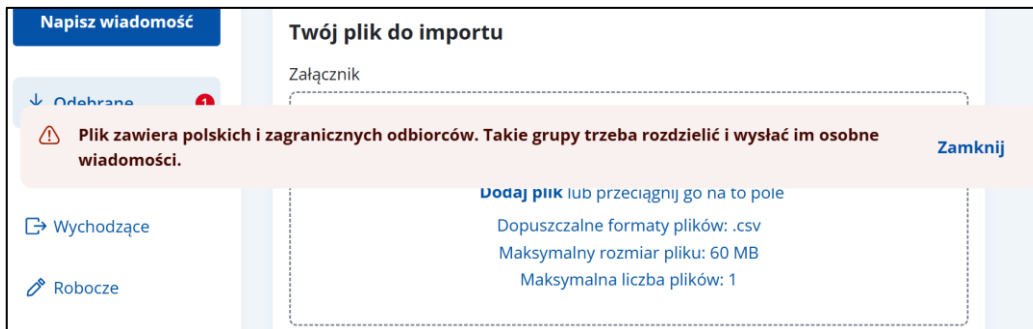 Napisz wiadomość
Twój plik do importu
Załącznik
Odebrane 1
Plik zawiera polskich i zagranicznych odbiorców. Takie grupy trzeba rozdzielić i wysłać im osobne
wiadomości.
Zamknij
Dodaj plik lub przeciągnij go na to pole
Dopuszczalne formaty plików: .csv
Maksymalny rozmiar pliku: 60 MB
Maksymalna liczba plików: 1
Wychodzące
Robocze